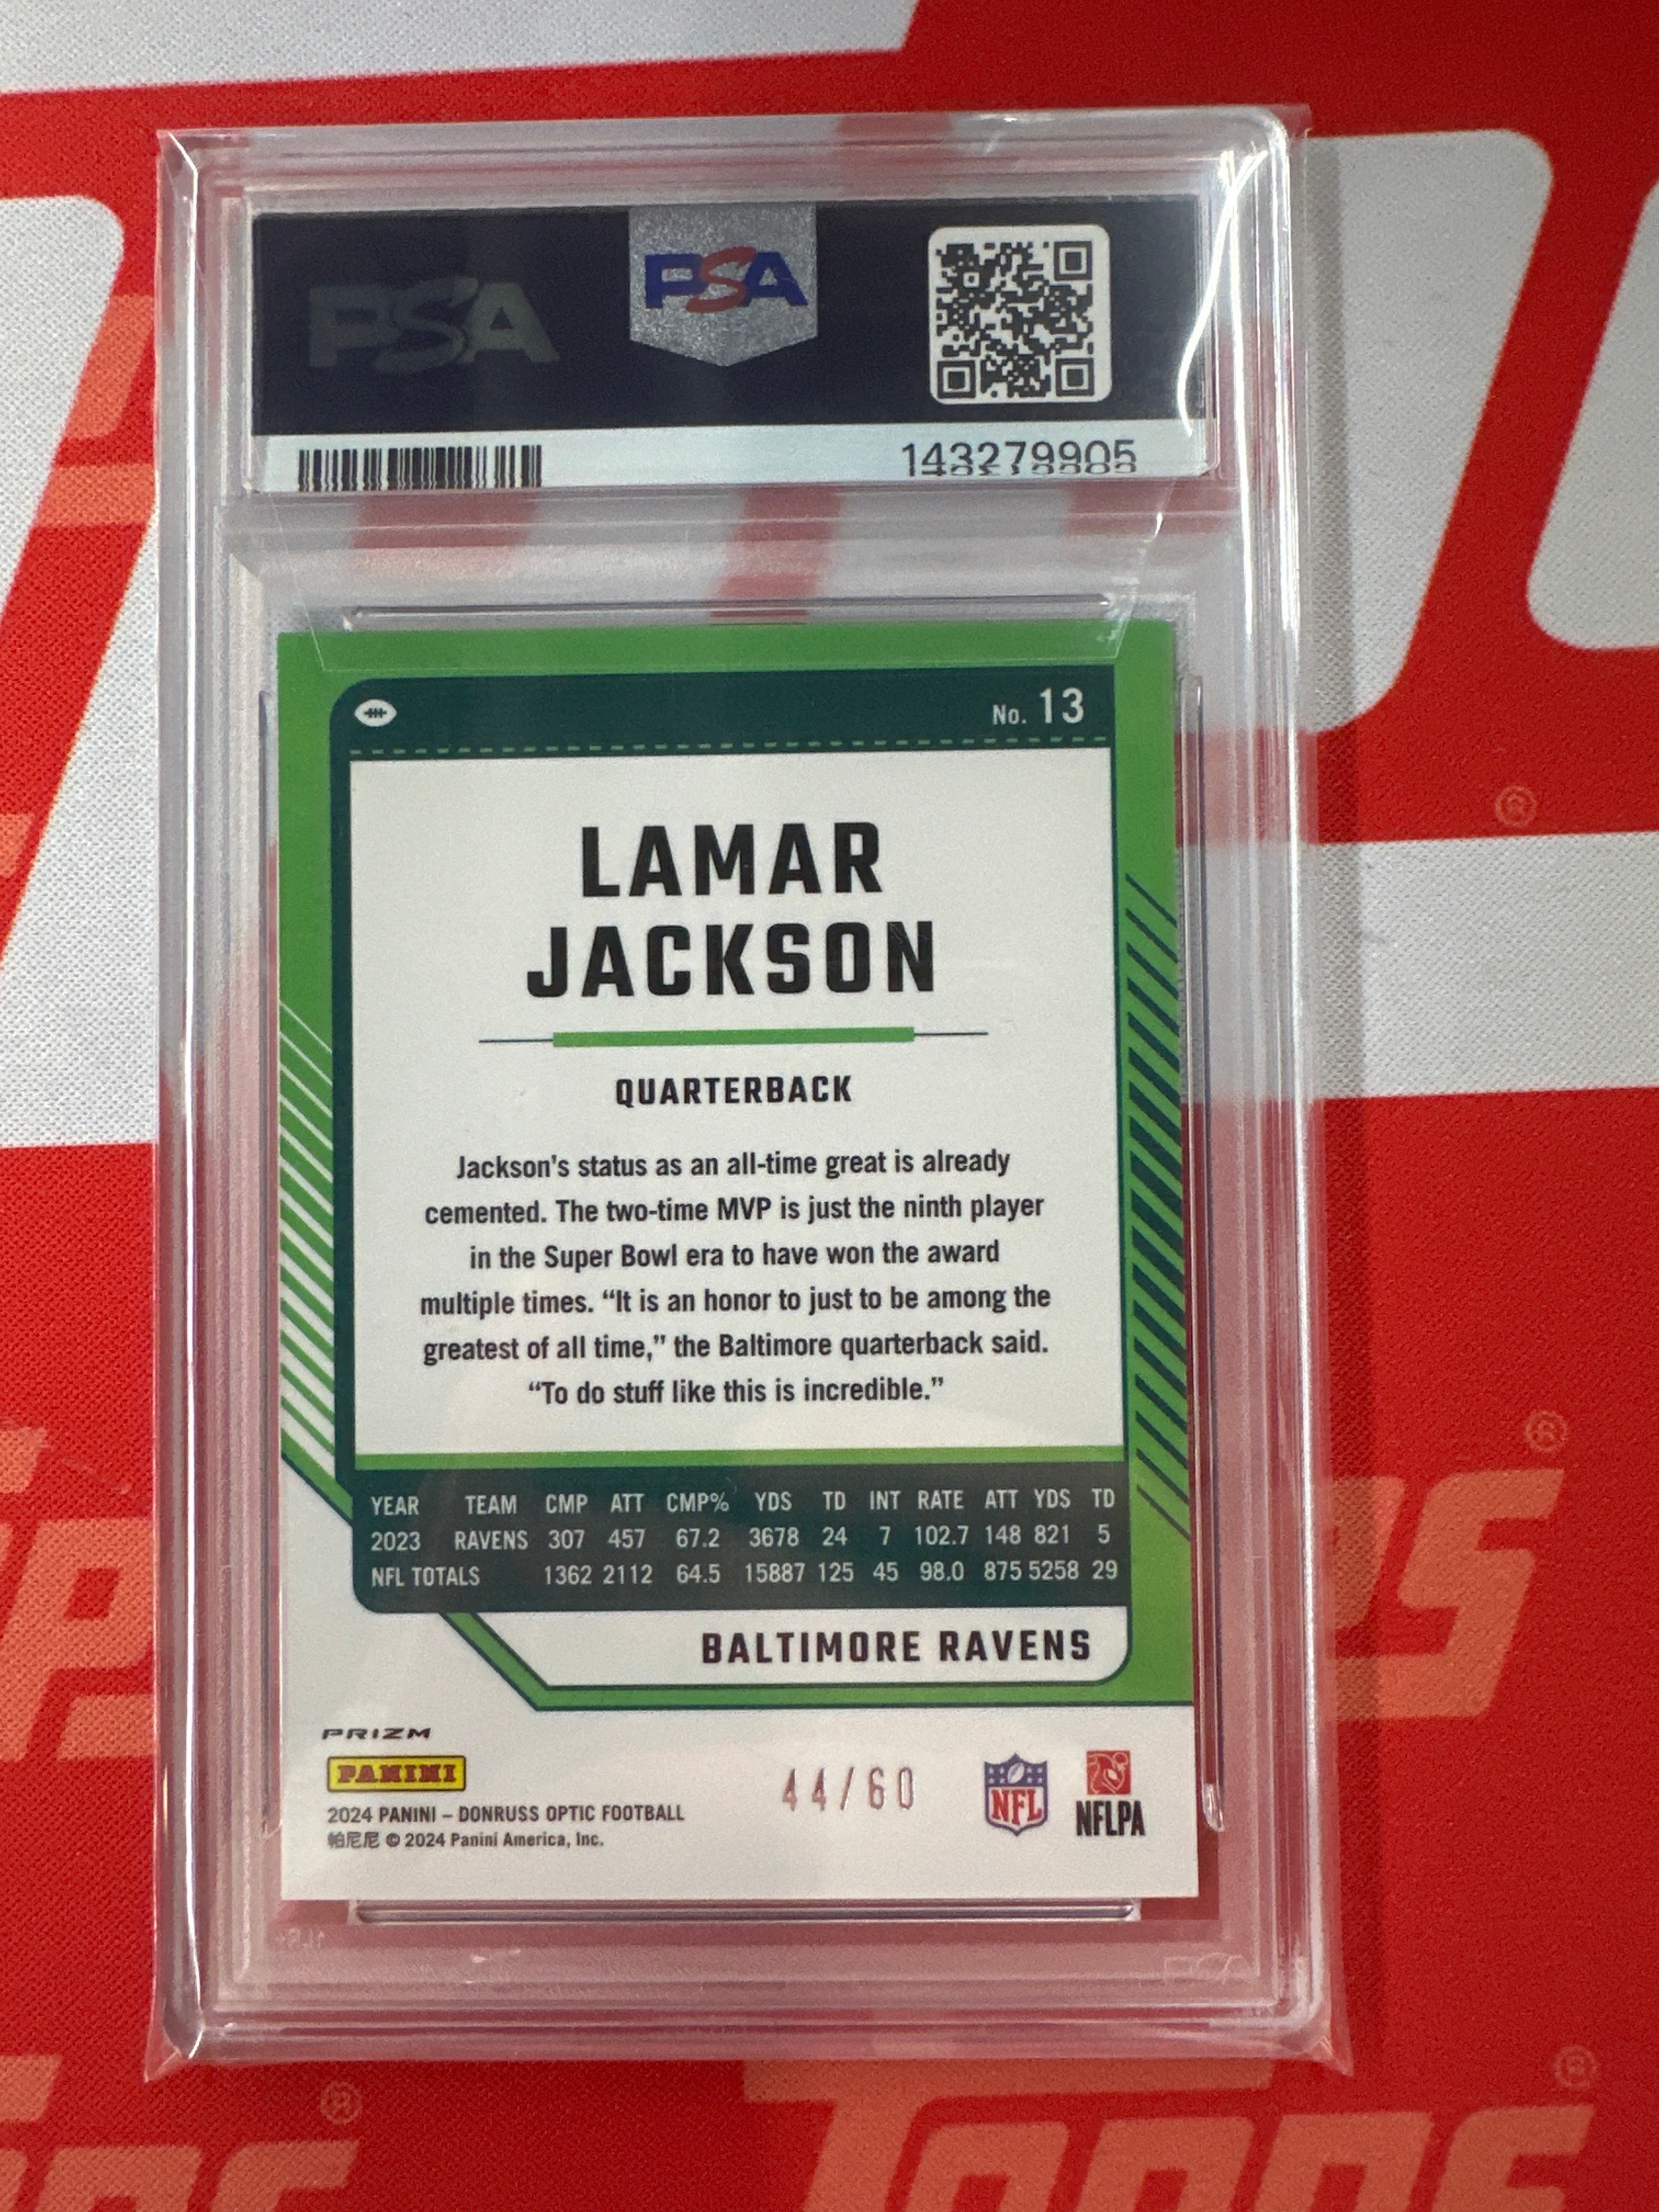 PSA
PSA
143279905
No. 13
LAMAR
JACKSON
QUARTERBACK
Jackson's status as an all-time great is already
cemented. The two-time MVP is just the ninth player
in the Super Bowl era to have won the award
multiple times. “It is an honor to just to be among the
greatest of all time,” the Baltimore quarterback said.
“To do stuff like this is incredible.”
YEAR TEAM CMP ATT CMP% YDS TD INT RATE ATT YDS TD
2023 RAVENS 307 457 67.2 3678 24 7 102.7 148 821 5
NFL TOTALS 1362 2112 64.5 15887 125 45 98.0 875 5258 29
BALTIMORE RAVENS
PRIZM
PANINI
44/60
NFL
NFLPA
2024 PANINI – DONRUSS OPTIC FOOTBALL
帕尼尼 © 2024 Panini America, Inc.
TOPPS